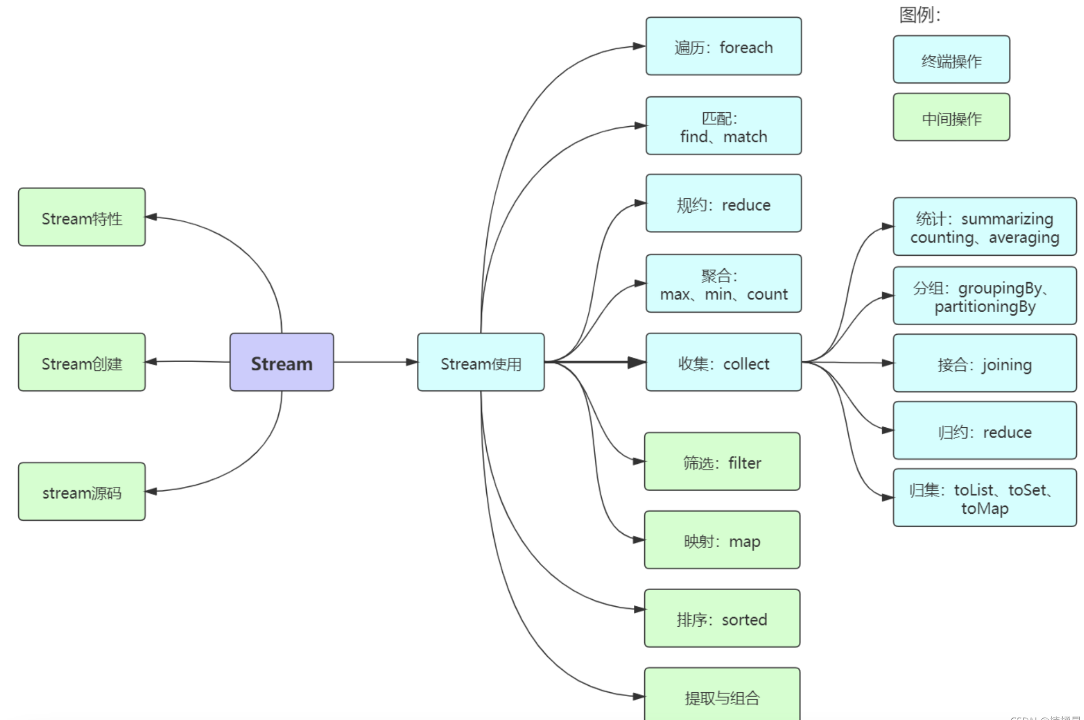 图例：
终端操作
中间操作
Stream特性
Stream创建
stream源码
Stream
Stream使用
遍历：foreach
匹配：
find、match
规约：reduce
聚合：
max、min、count
收集：collect
筛选：filter
映射：map
排序：sorted
提取与组合
统计：summarizing
counting、averaging
分组：groupingBy、
partitioningBy
接合：joining
归约：reduce
归集：toList、toSet、
toMap